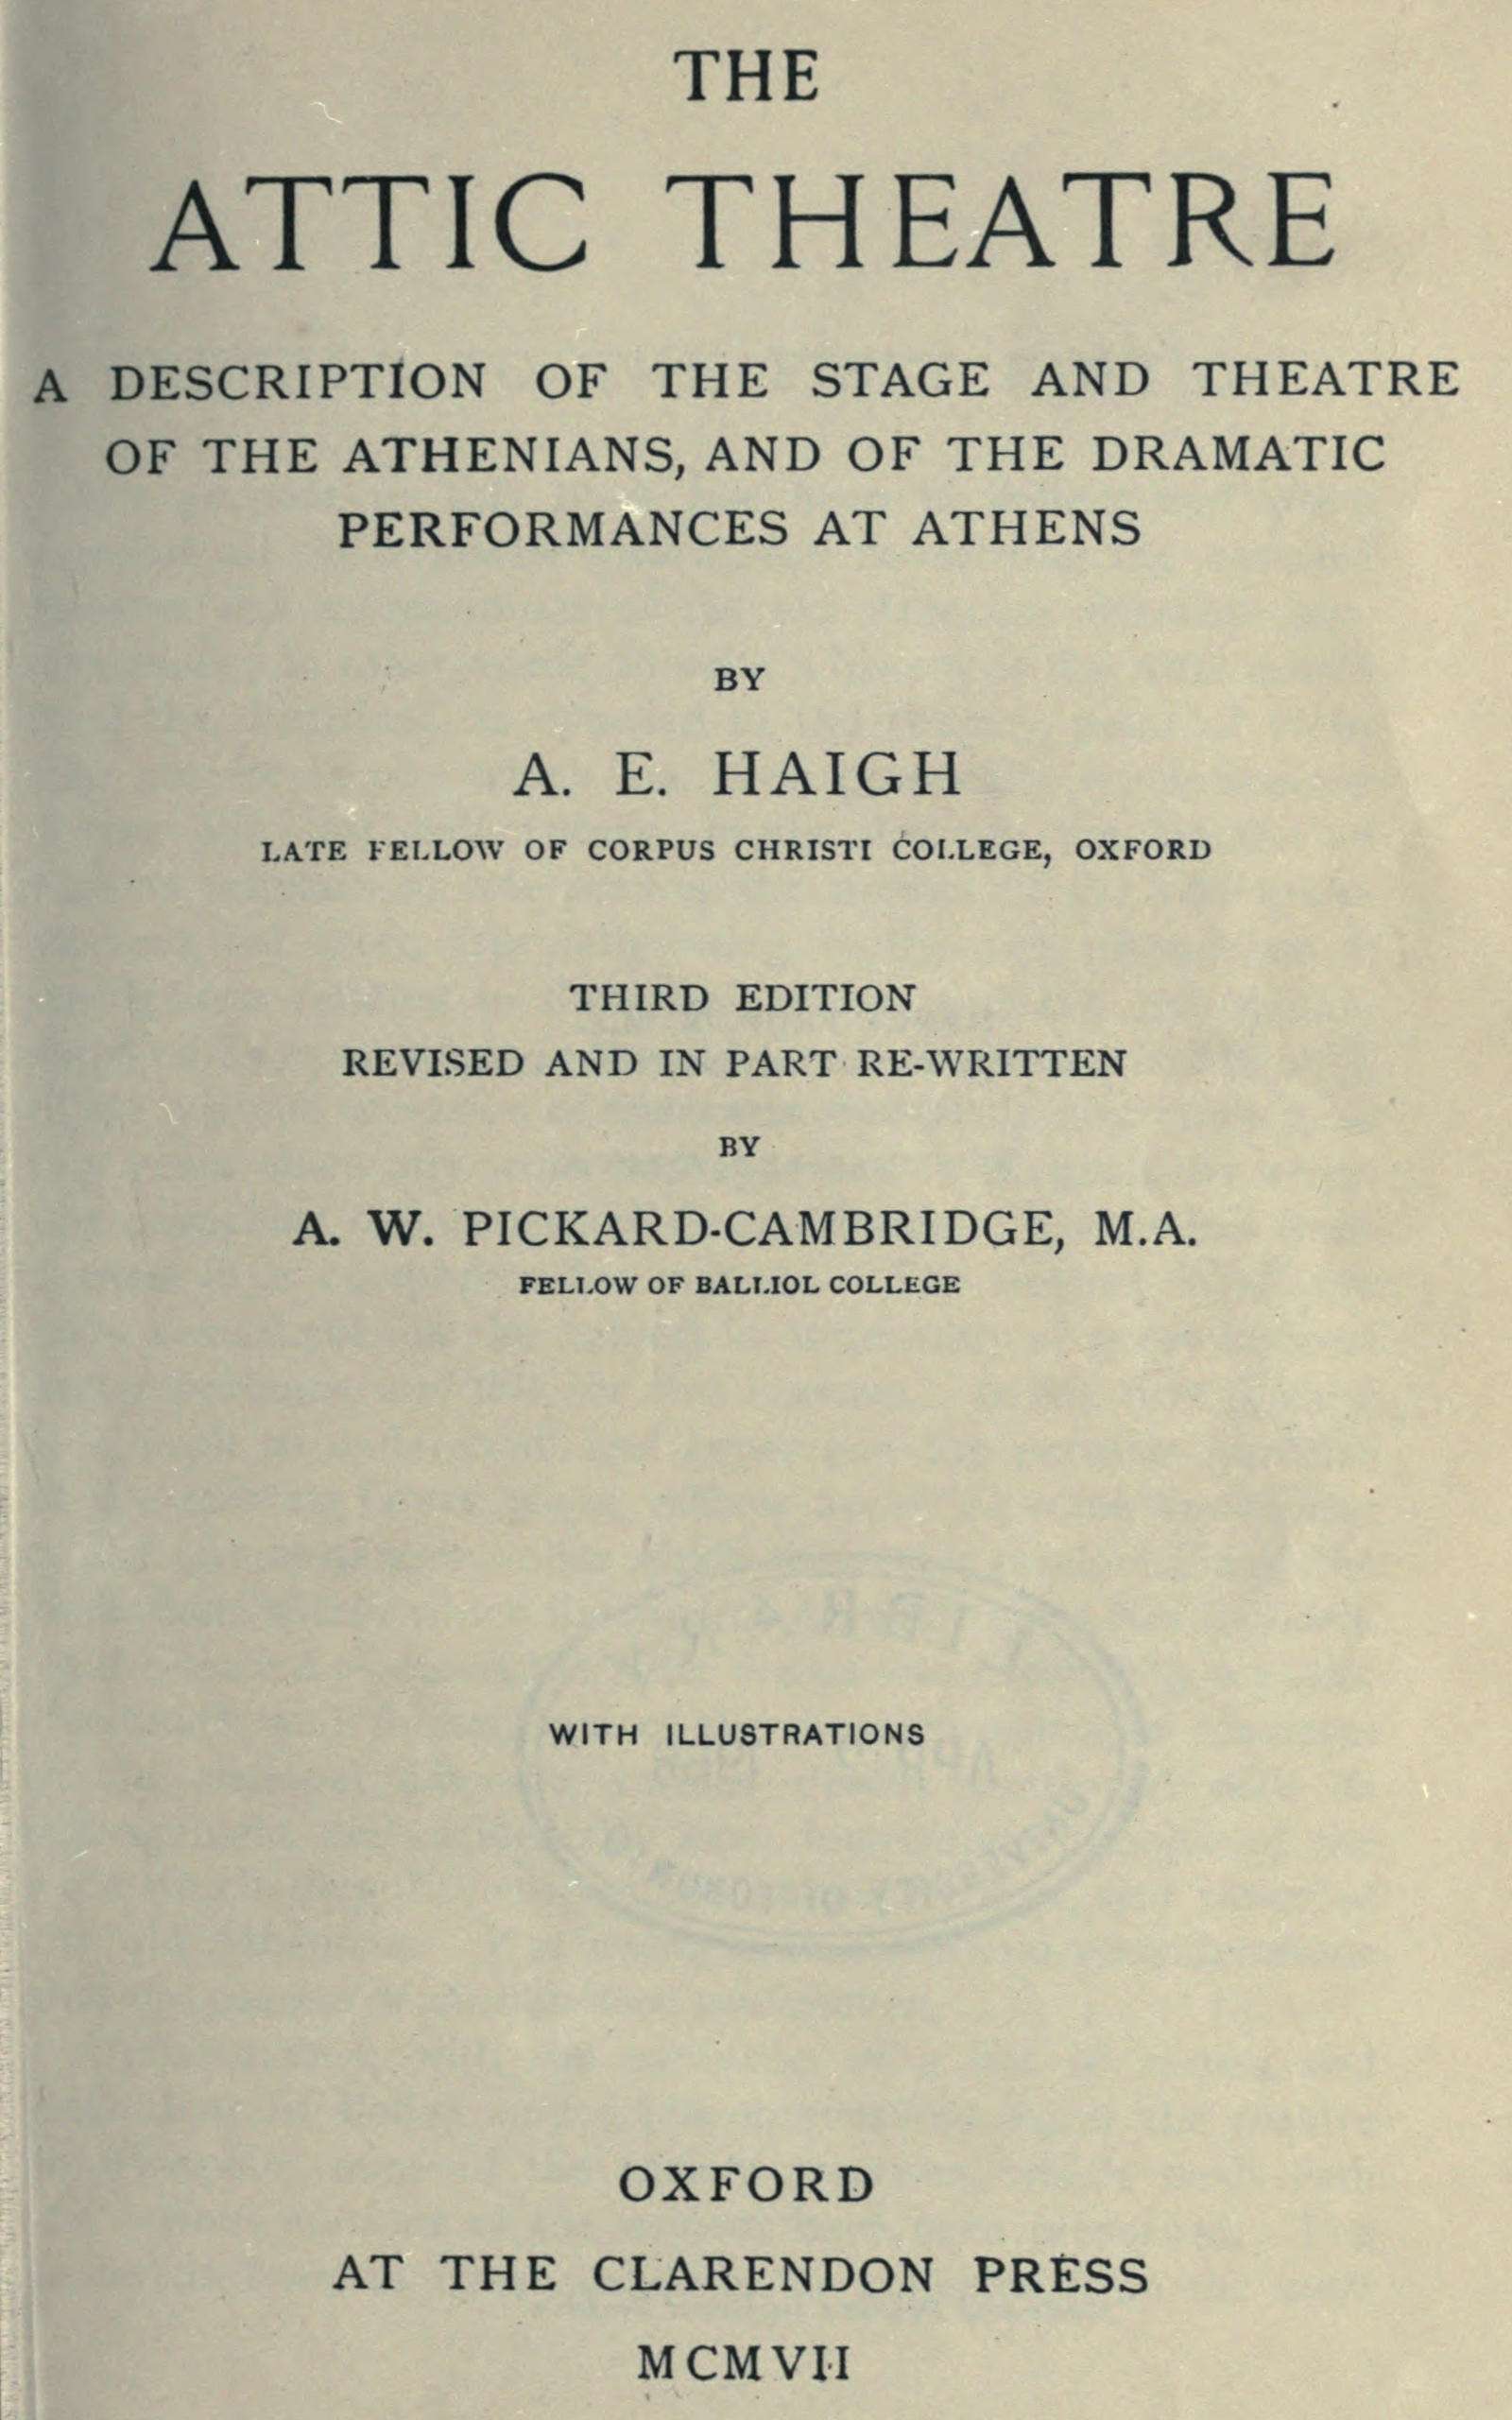 THE
ATTIC THEATRE
A DESCRIPTION OF THE STAGE AND THEATRE
OF THE ATHENIANS, AND OF THE DRAMATIC
PERFORMANCES AT ATHENS
BY
A. E. HAIGH
LATE FELLOW OF CORPUS CHRISTI COLLEGE, OXFORD
THIRD EDITION
REVISED AND IN PART RE-WRITTEN
BY
A. W. PICKARD-CAMBRIDGE, M.A.
FELLOW OF BALLIOL COLLEGE
WITH ILLUSTRATIONS
OXFORD
AT THE CLARENDON PRESS
MCMVII